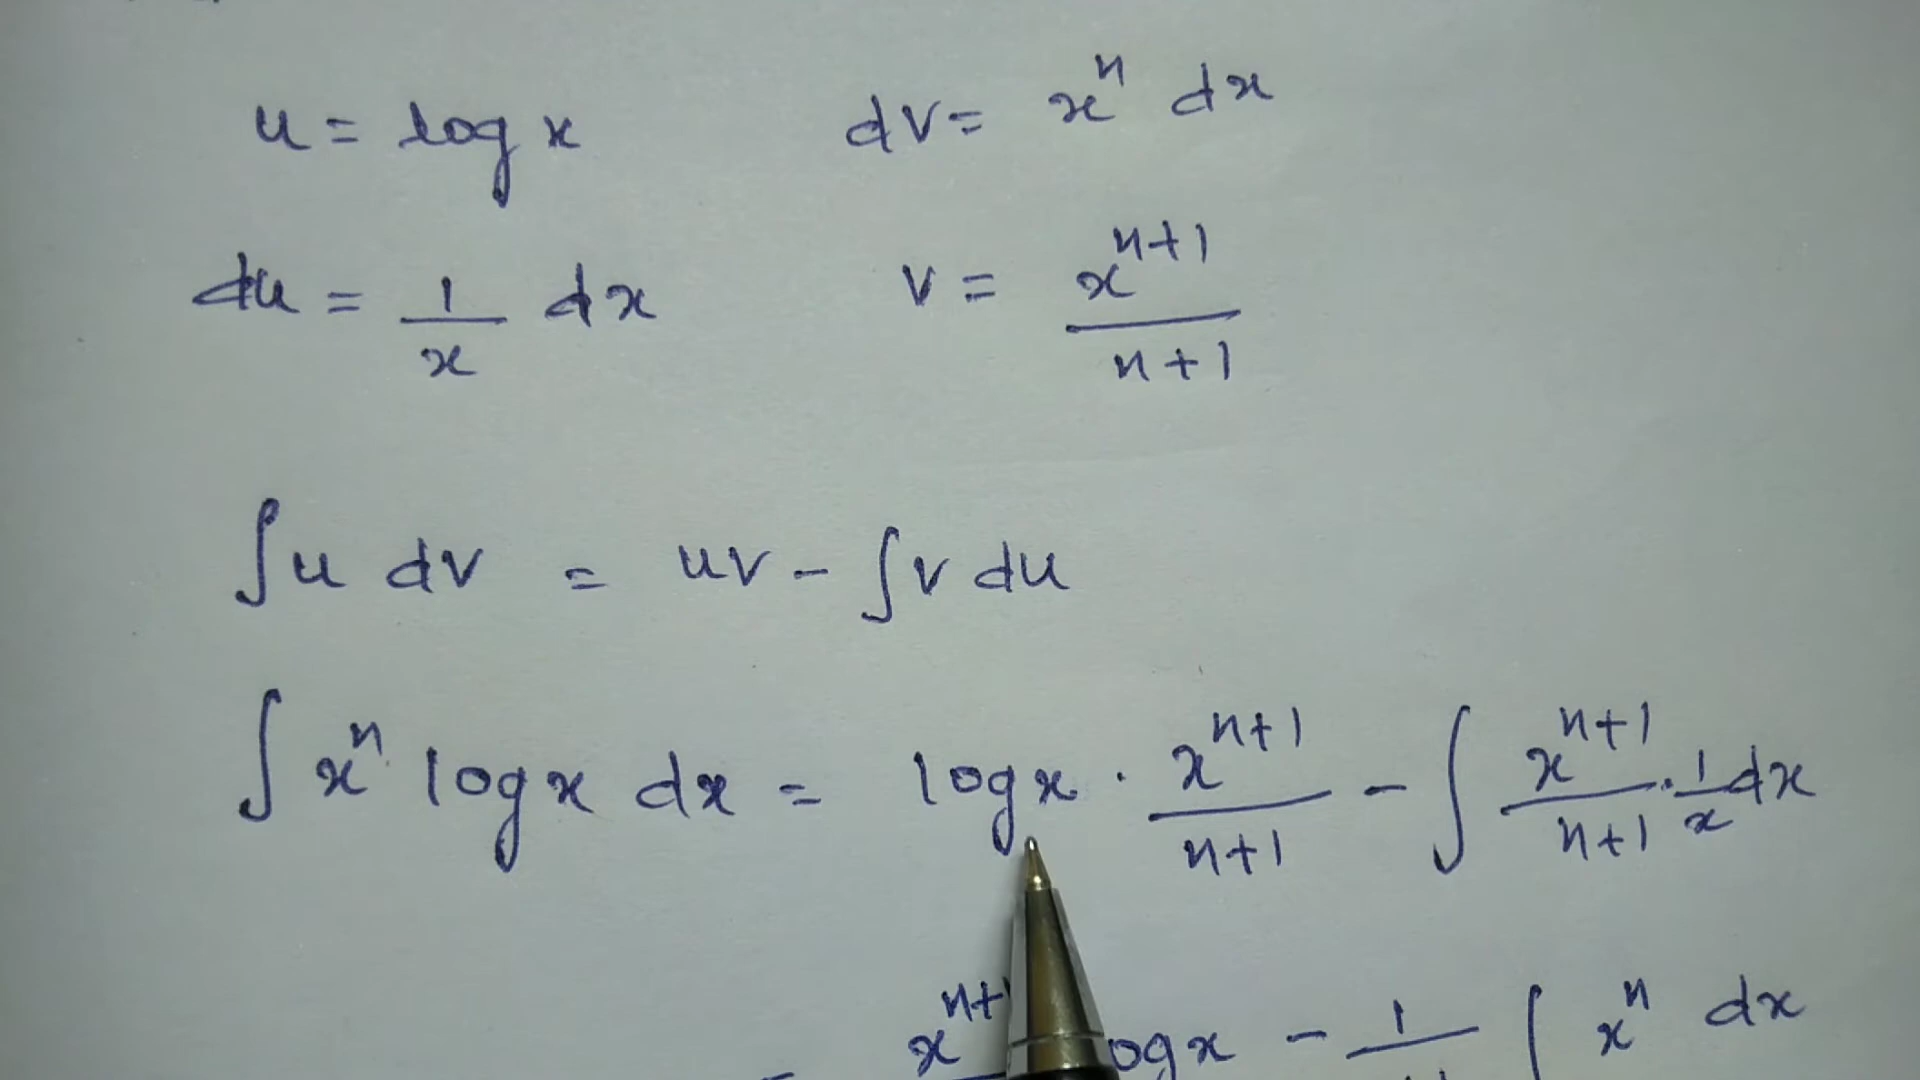 u = log x    dv = x^n dx
du = 1/x dx    v = x^(n+1)/(n+1)
∫ u dv = uv - ∫ v du
∫ x^n log x dx = log x · x^(n+1)/(n+1) - ∫ x^(n+1)/(n+1) · 1/x dx
= x^(n+1) log x - 1/ ∫ x^n dx